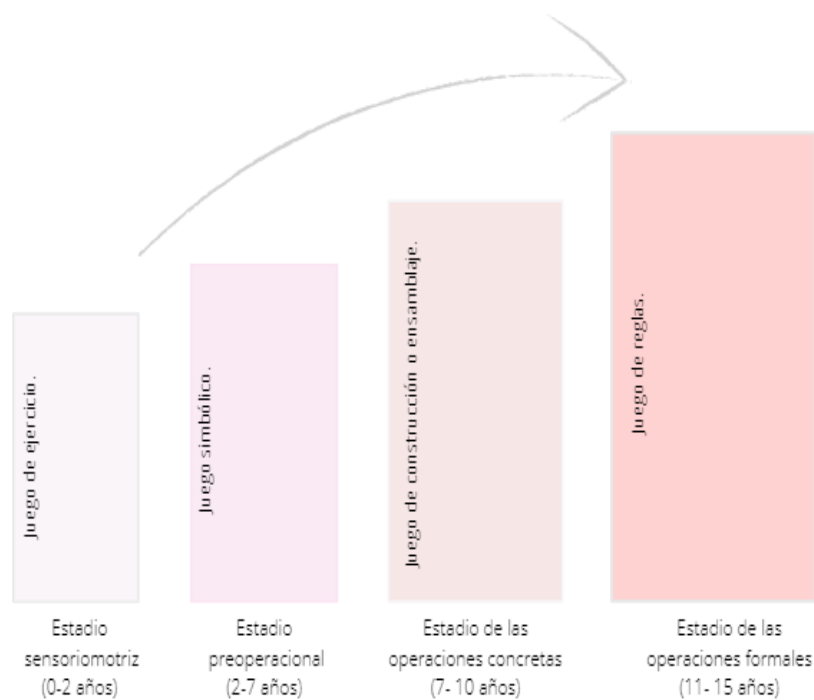 Juego de ejercicio.
Juego simbólico.
Juego de construcción o ensamblaje.
Juego de reglas.
Estadio
sensoriomotriz
(0-2 años)
Estadio
preoperacional
(2-7 años)
Estadio de las
operaciones concretas
(7- 10 años)
Estadio de las
operaciones formales
(11- 15 años)